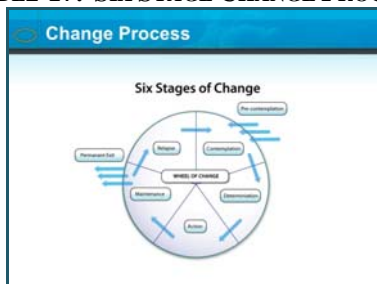 Change Process
Six Stages of Change
Pre-contemplation
Relapse
Contemplation
Permanent Exit
WHEEL OF CHANGE
Maintenance
Determination
Action